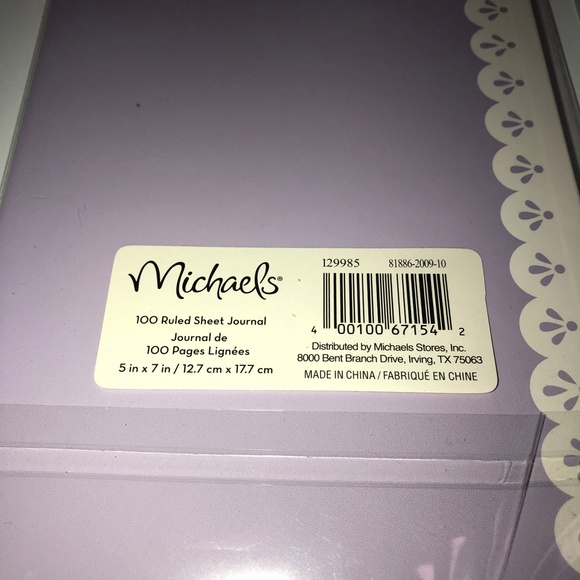 Michaels®
100 Ruled Sheet Journal
Journal de
100 Pages Lignées
5 in x 7 in / 12.7 cm x 17.7 cm
129985 81886-2009-10
4 00100 67154 2
Distributed by Michaels Stores, Inc.
8000 Bent Branch Drive, Irving, TX 75063
MADE IN CHINA / FABRIQUÉ EN CHINE